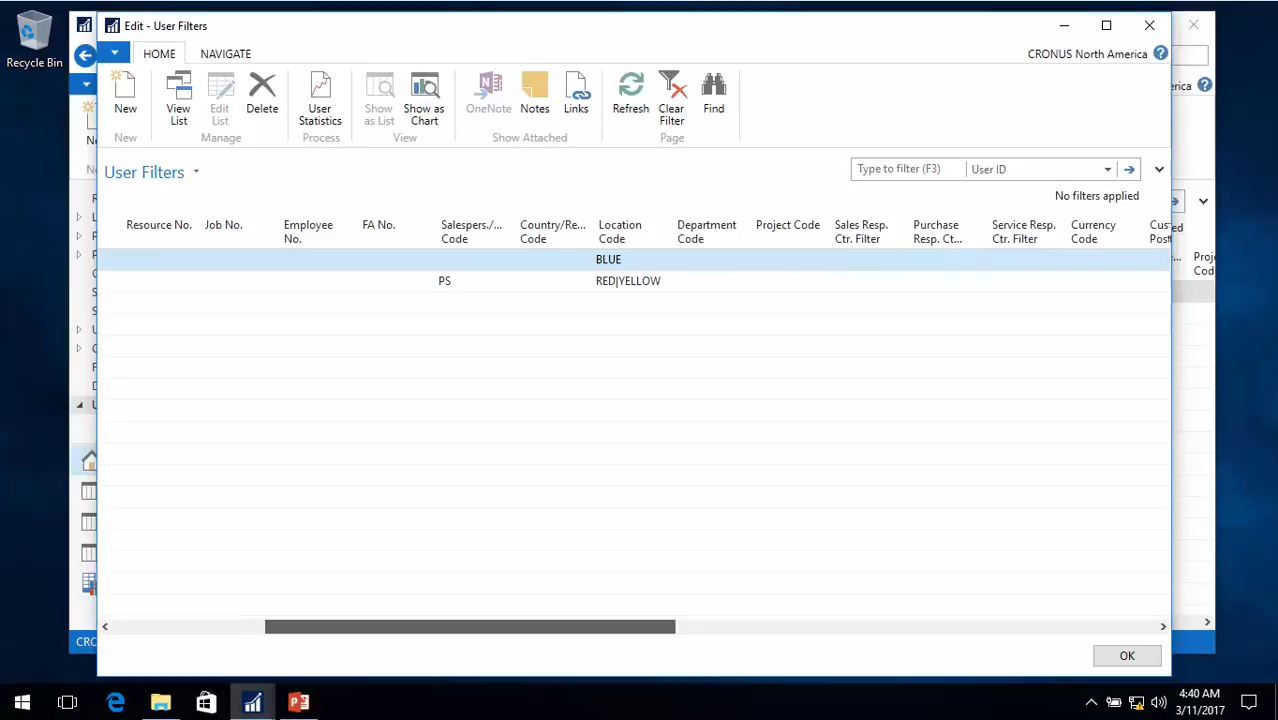 Recycle Bin
Edit - User Filters
HOME
NAVIGATE
CRONUS North America
New
View List
Edit List
Delete
User Statistics
Show as List
Show as Chart
OneNote
Notes
Links
Refresh
Clear Filter
Find
New
Manage
Process
View
Show Attached
Page
User Filters
Type to filter (F3)
User ID
No filters applied
Resource No.
Job No.
Employee No.
FA No.
Salespers./... Code
Country/Re... Code
Location Code
Department Code
Project Code
Sales Resp. Ctr. Filter
Purchase Resp. Ct...
Service Resp. Ctr. Filter
Currency Code
BLUE
PS
RED|YELLOW
OK
4:40 AM
3/11/2017